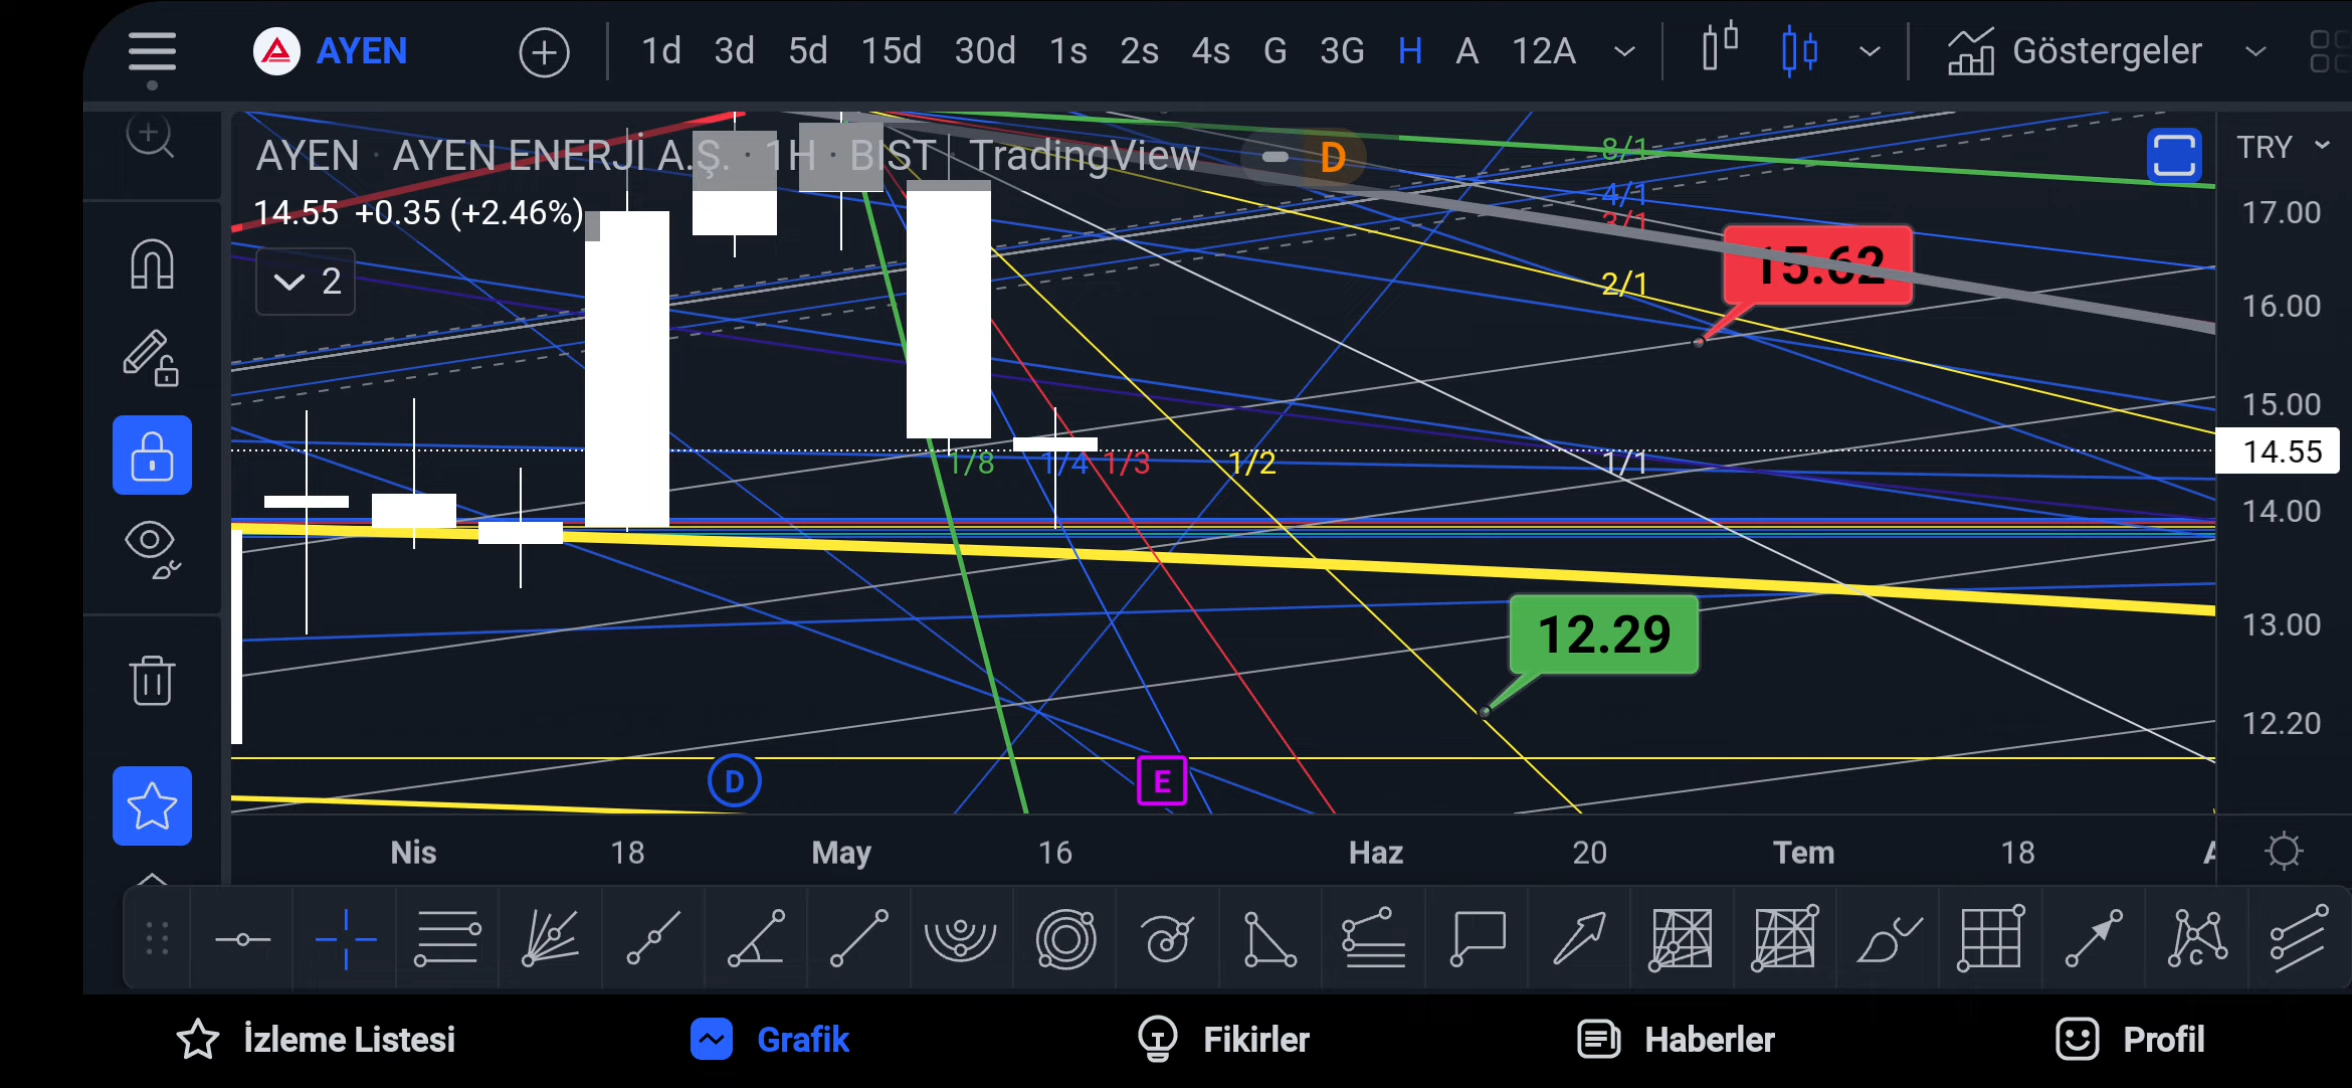 AYEN 1d 3d 5d 15d 30d 1s 2s 4s G 3G H A 12A Göstergeler
AYEN · AYEN ENERJİ A.Ş. · 1H · BIST TradingView D
TRY
14.55 +0.35 (+2.46%)
2
8/1
4/1
3/1
2/1
15.62
17.00
16.00
15.00
14.55
14.00
13.00
12.20
1/8 1/4 1/3 1/2 1/1
12.29
D
E
Nis 18 May 16 Haz 20 Tem 18 A
C
İzleme Listesi Grafik Fikirler Haberler Profil